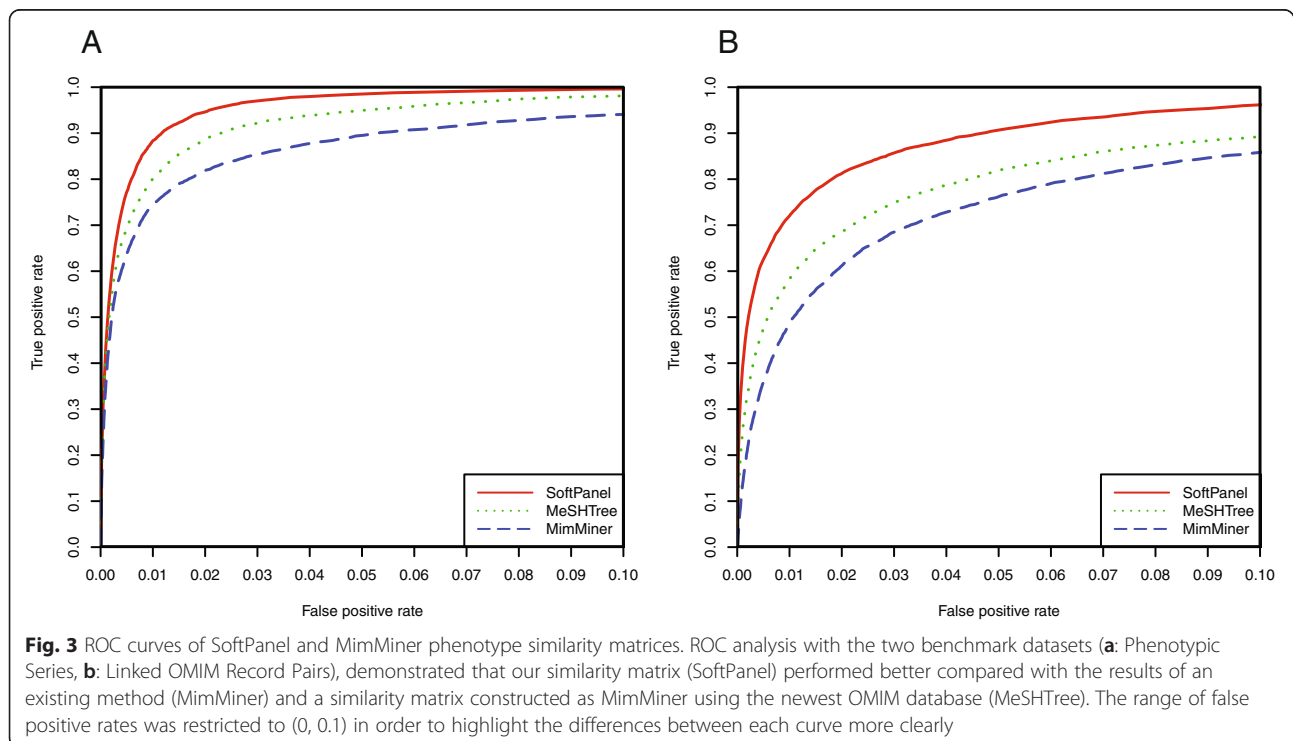 A
B
True positive rate
1.0
0.9
0.8
0.7
0.6
0.5
0.4
0.3
0.2
0.1
0.0
SoftPanel
MeSHTree
MimMiner
0.00 0.01 0.02 0.03 0.04 0.05 0.06 0.07 0.08 0.09 0.10
False positive rate
True positive rate
1.0
0.9
0.8
0.7
0.6
0.5
0.4
0.3
0.2
0.1
0.0
SoftPanel
MeSHTree
MimMiner
0.00 0.01 0.02 0.03 0.04 0.05 0.06 0.07 0.08 0.09 0.10
False positive rate
Fig. 3 ROC curves of SoftPanel and MimMiner phenotype similarity matrices. ROC analysis with the two benchmark datasets (a: Phenotypic
Series, b: Linked OMIM Record Pairs), demonstrated that our similarity matrix (SoftPanel) performed better compared with the results of an
existing method (MimMiner) and a similarity matrix constructed as MimMiner using the newest OMIM database (MeSHTree). The range of false
positive rates was restricted to (0, 0.1) in order to highlight the differences between each curve more clearly